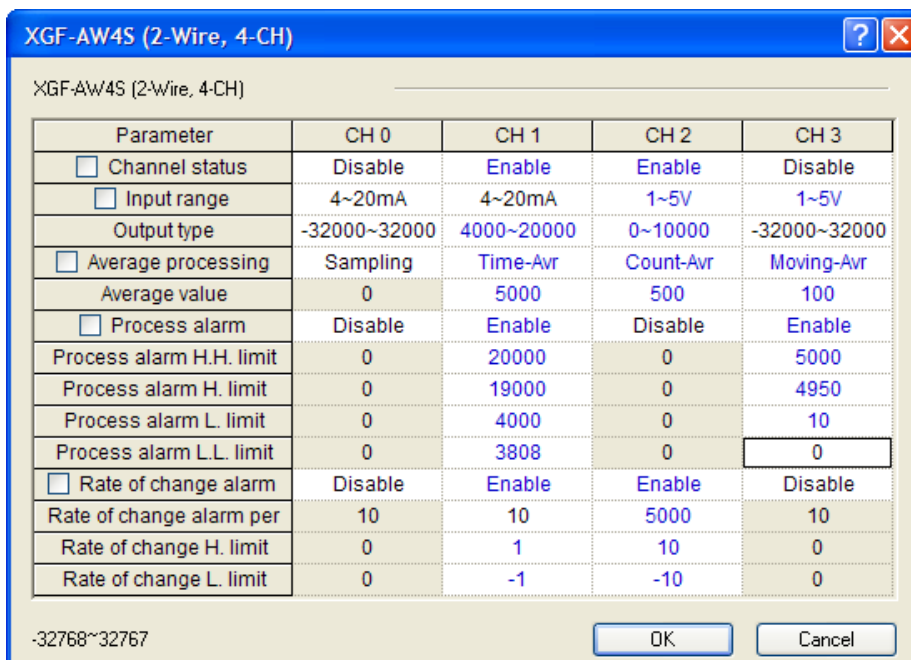 XGF-AW4S (2-Wire, 4-CH)
?
XGF-AW4S (2-Wire, 4-CH)
Parameter CH 0 CH 1 CH 2 CH 3
Channel status Disable Enable Enable Disable
Input range 4~20mA 4~20mA 1~5V 1~5V
Output type -32000~32000 4000~20000 0~10000 -32000~32000
Average processing Sampling Time-Avr Count-Avr Moving-Avr
Average value 0 5000 500 100
Process alarm Disable Enable Disable Enable
Process alarm H.H. limit 0 20000 0 5000
Process alarm H. limit 0 19000 0 4950
Process alarm L. limit 0 4000 0 10
Process alarm L.L. limit 0 3808 0 0
Rate of change alarm Disable Enable Enable Disable
Rate of change alarm per 10 10 5000 10
Rate of change H. limit 0 1 10 0
Rate of change L. limit 0 -1 -10 0
-32768~32767 OK Cancel